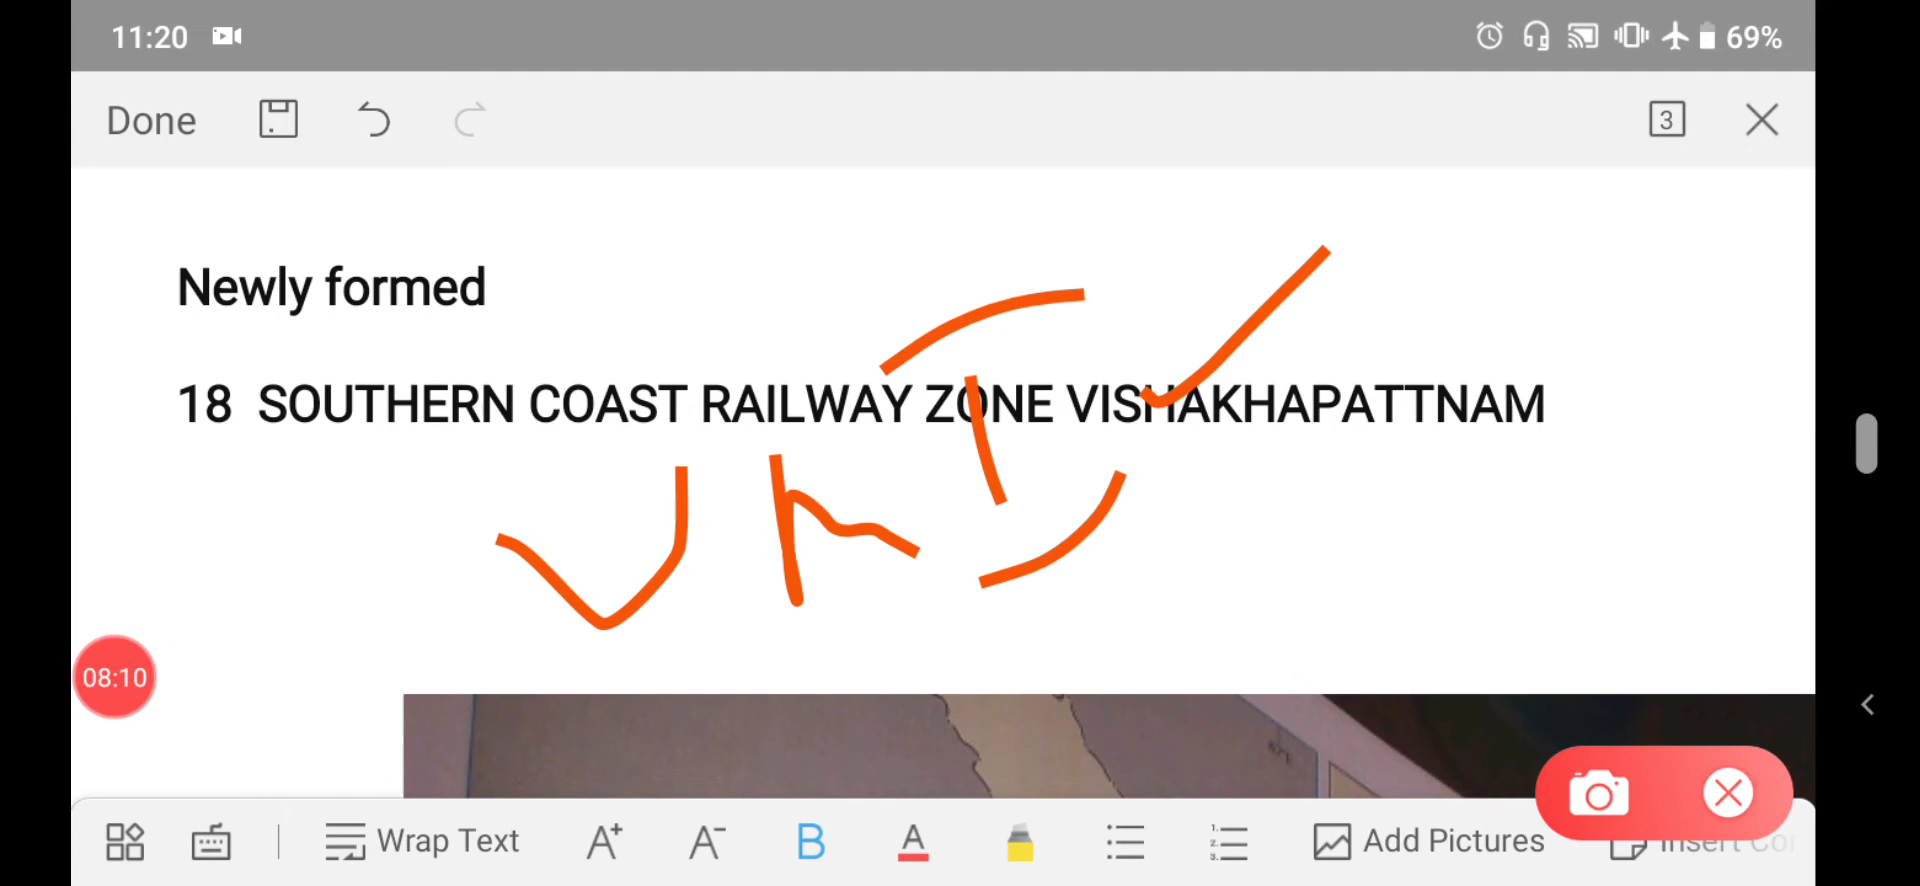 11:20 69%
Done 3
Newly formed
18 SOUTHERN COAST RAILWAY ZONE VISHAKHAPATTNAM
08:10
Wrap Text A+ A- B A Add Pictures